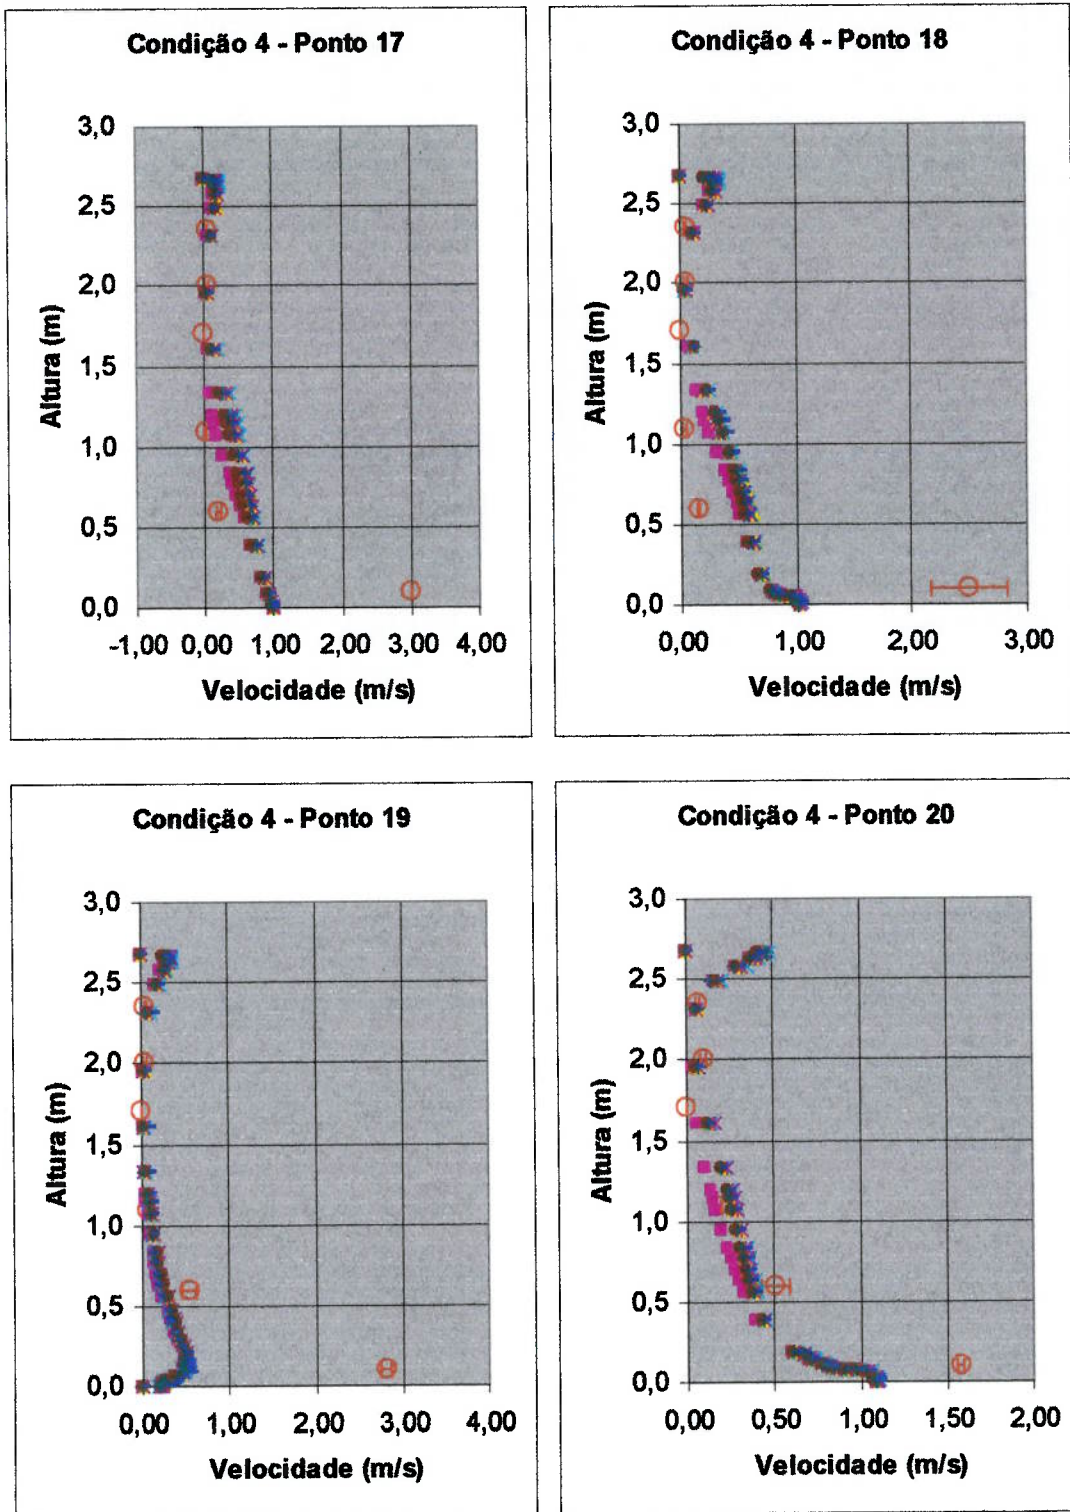 Condição 4 - Ponto 17
3,0
2,5
2,0
1,5
1,0
0,5
0,0
Altura (m)
-1,00 0,00 1,00 2,00 3,00 4,00
Velocidade (m/s)
Condição 4 - Ponto 18
3,0
2,5
2,0
1,5
1,0
0,5
0,0
Altura (m)
0,00 1,00 2,00 3,00
Velocidade (m/s)
Condição 4 - Ponto 19
3,0
2,5
2,0
1,5
1,0
0,5
0,0
Altura (m)
0,00 1,00 2,00 3,00 4,00
Velocidade (m/s)
Condição 4 - Ponto 20
3,0
2,5
2,0
1,5
1,0
0,5
0,0
Altura (m)
0,00 0,50 1,00 1,50 2,00
Velocidade (m/s)